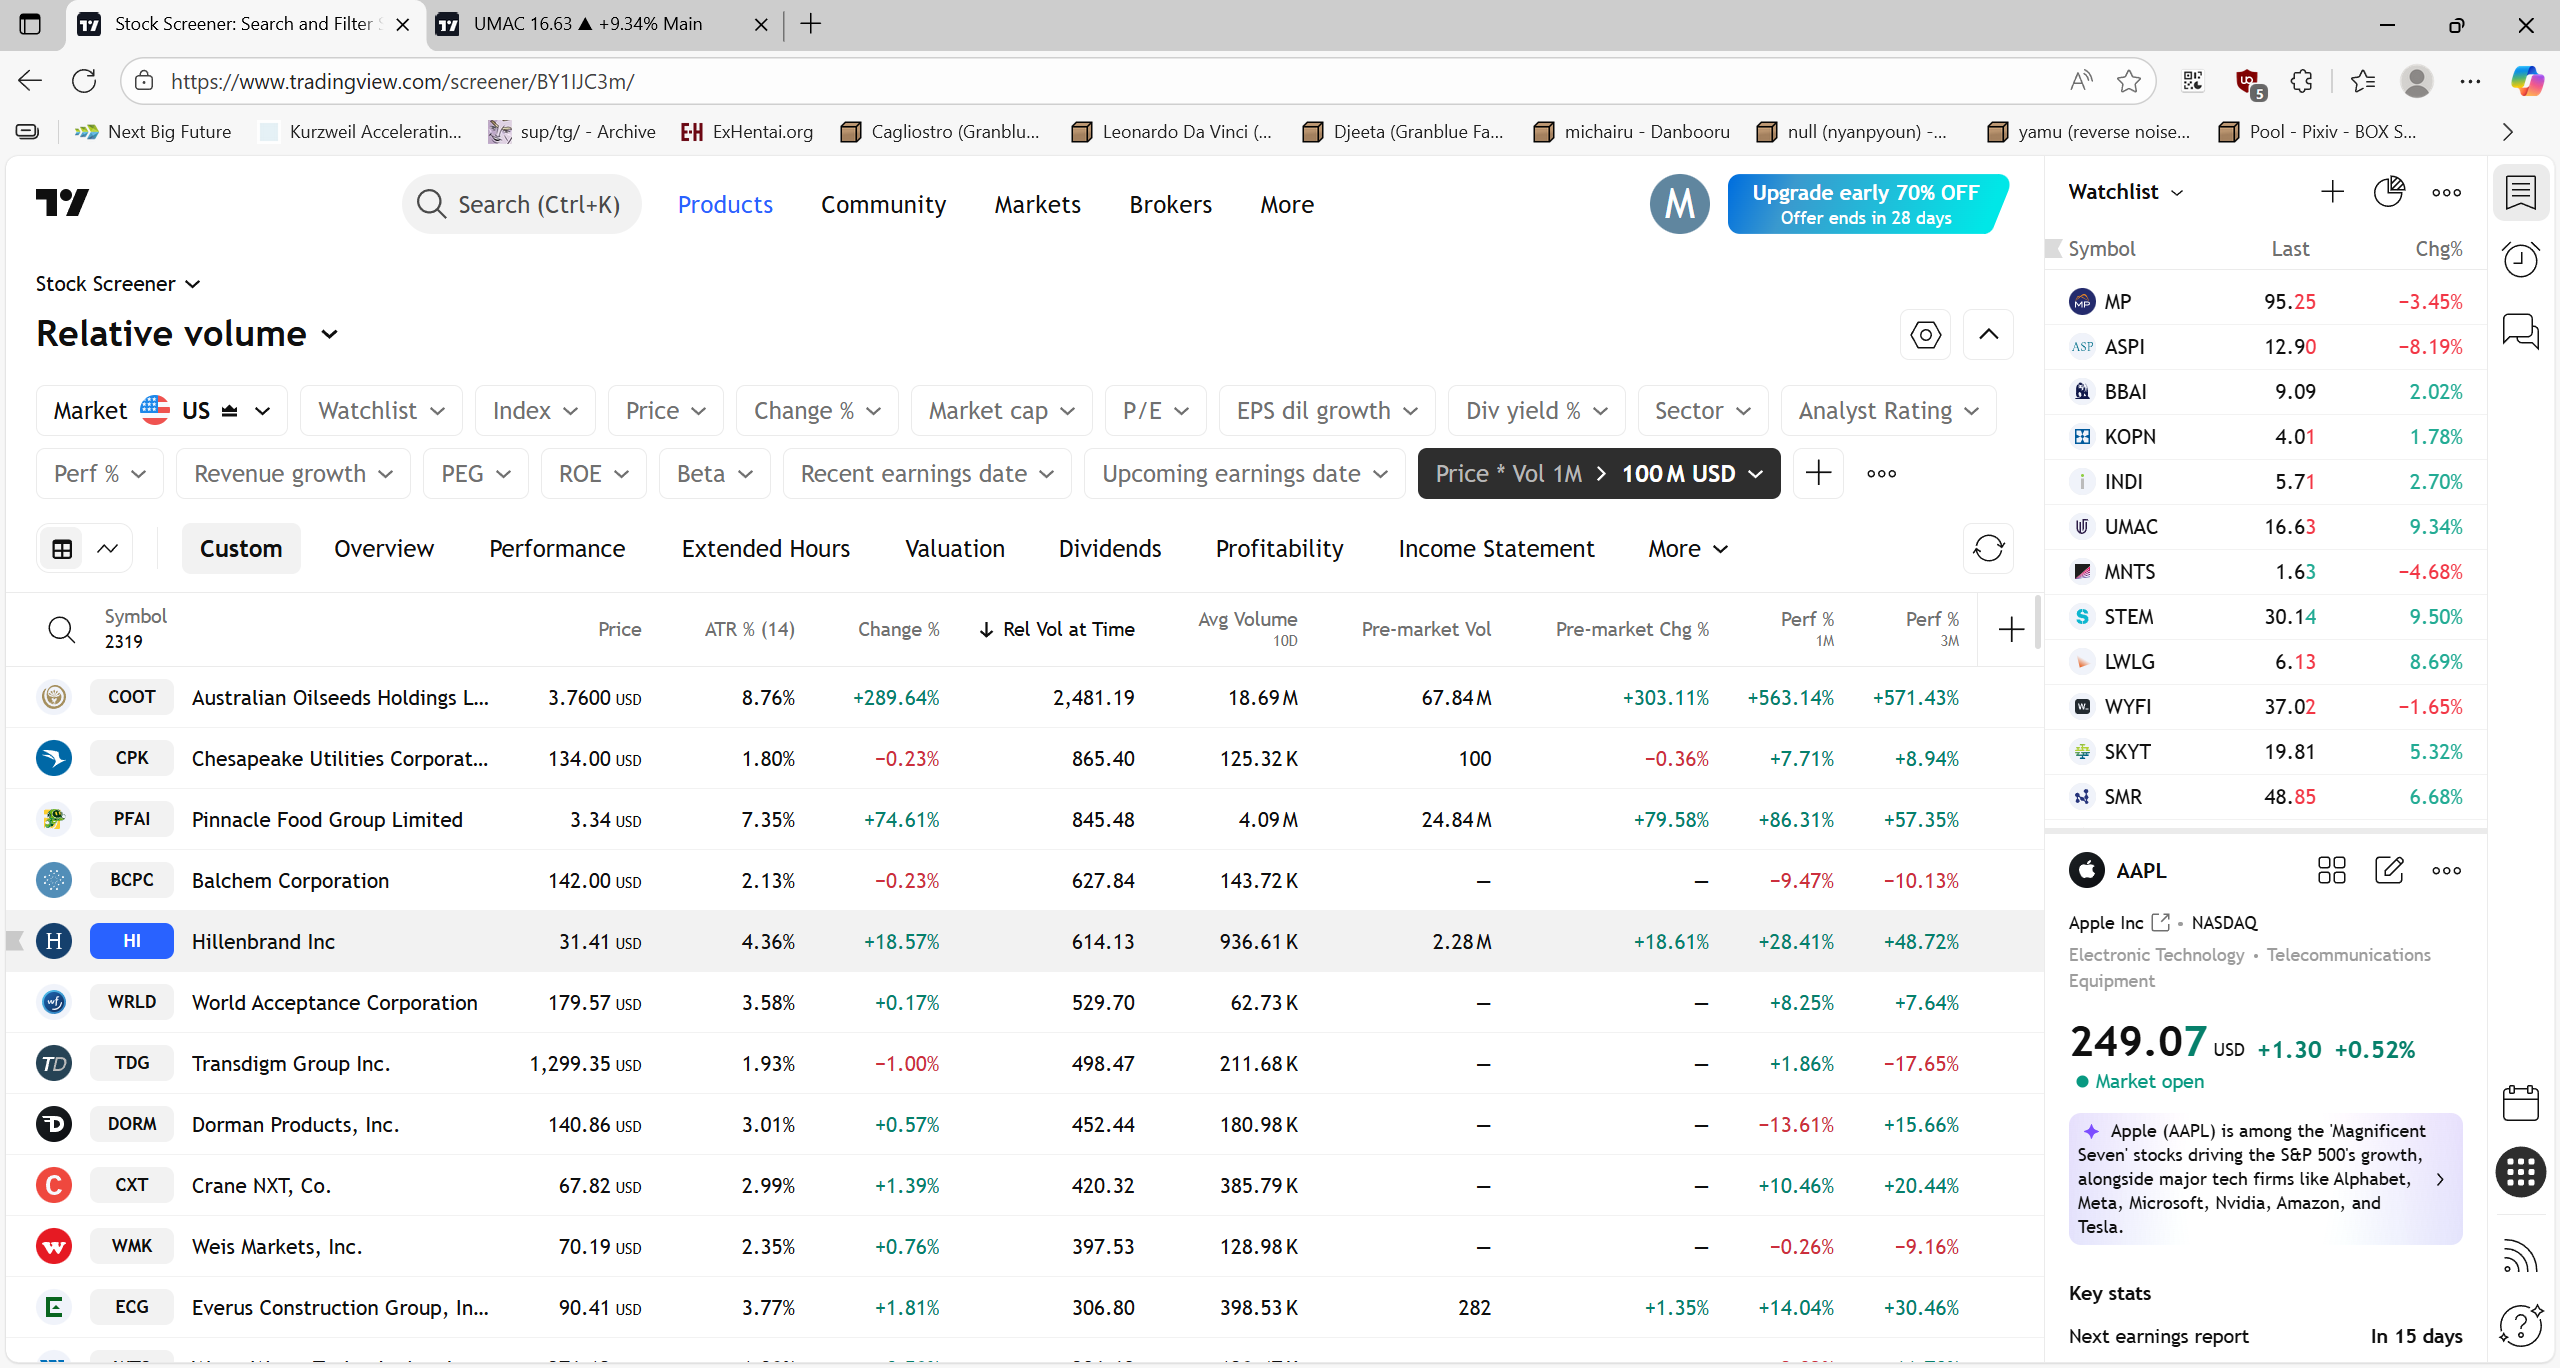 Stock Screener: Search and Filter S
UMAC 16.63 ▲ +9.34% Main
https://www.tradingview.com/screener/BY1IJC3m/
5
Next Big Future
Kurzweil Acceleratin...
sup/tg/ - Archive
ExHentai.org
Cagliostro (Granblu...
Leonardo Da Vinci (...
Djeeta (Granblue Fa...
michairu - Danbooru
null (nyanpyoun) -...
yamu (reverse noise...
Pool - Pixiv - BOX S...
Search (Ctrl+K)
Products
Community
Markets
Brokers
More
M
Upgrade early 70% OFF
Offer ends in 28 days
Stock Screener
Relative volume
Market US
Watchlist
Index
Price
Change %
Market cap
P/E
EPS dil growth
Div yield %
Sector
Analyst Rating
Perf %
Revenue growth
PEG
ROE
Beta
Recent earnings date
Upcoming earnings date
Price * Vol 1M > 100 M USD
Custom
Overview
Performance
Extended Hours
Valuation
Dividends
Profitability
Income Statement
More
Symbol
2319
Price
ATR % (14)
Change %
Rel Vol at Time
Avg Volume
10D
Pre-market Vol
Pre-market Chg %
Perf %
1M
Perf %
3M
COOT Australian Oilseeds Holdings L... 3.7600 USD 8.76% +289.64% 2,481.19 18.69 M 67.84 M +303.11% +563.14% +571.43%
CPK Chesapeake Utilities Corporat... 134.00 USD 1.80% −0.23% 865.40 125.32 K 100 −0.36% +7.71% +8.94%
PFAI Pinnacle Food Group Limited 3.34 USD 7.35% +74.61% 845.48 4.09 M 24.84 M +79.58% +86.31% +57.35%
BCPC Balchem Corporation 142.00 USD 2.13% −0.23% 627.84 143.72 K — — −9.47% −10.13%
H HI Hillenbrand Inc 31.41 USD 4.36% +18.57% 614.13 936.61 K 2.28 M +18.61% +28.41% +48.72%
WRLD World Acceptance Corporation 179.57 USD 3.58% +0.17% 529.70 62.73 K — — +8.25% +7.64%
TD TDG Transdigm Group Inc. 1,299.35 USD 1.93% −1.00% 498.47 211.68 K — — +1.86% −17.65%
DORM Dorman Products, Inc. 140.86 USD 3.01% +0.57% 452.44 180.98 K — — −13.61% +15.66%
C CXT Crane NXT, Co. 67.82 USD 2.99% +1.39% 420.32 385.79 K — — +10.46% +20.44%
WMK Weis Markets, Inc. 70.19 USD 2.35% +0.76% 397.53 128.98 K — — −0.26% −9.16%
E ECG Everus Construction Group, In... 90.41 USD 3.77% +1.81% 306.80 398.53 K 282 +1.35% +14.04% +30.46%
Watchlist
Symbol Last Chg%
MP 95.25 −3.45%
ASPI 12.90 −8.19%
BBAI 9.09 2.02%
KOPN 4.01 1.78%
INDI 5.71 2.70%
UMAC 16.63 9.34%
MNTS 1.63 −4.68%
STEM 30.14 9.50%
LWLG 6.13 8.69%
WYFI 37.02 −1.65%
SKYT 19.81 5.32%
SMR 48.85 6.68%
AAPL
Apple Inc • NASDAQ
Electronic Technology • Telecommunications
Equipment
249.07 USD +1.30 +0.52%
Market open
Apple (AAPL) is among the 'Magnificent
Seven' stocks driving the S&P 500's growth,
alongside major tech firms like Alphabet,
Meta, Microsoft, Nvidia, Amazon, and
Tesla.
Key stats
Next earnings report In 15 days